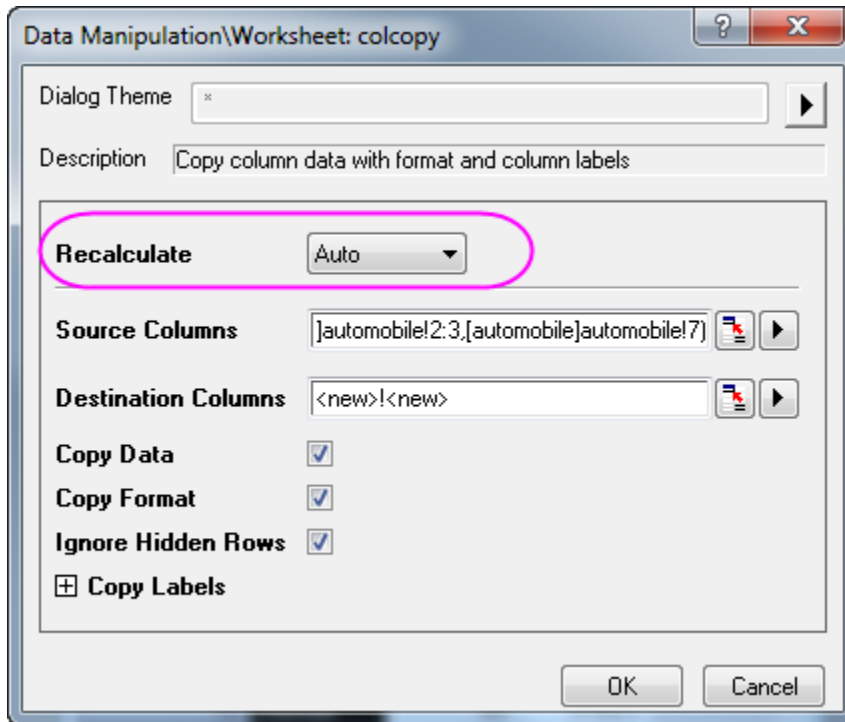 Data Manipulation\Worksheet: colcopy
Dialog Theme *
Description Copy column data with format and column labels
Recalculate Auto
Source Columns ]automobile!2:3,[automobile]automobile!7)
Destination Columns <new>!<new>
Copy Data
Copy Format
Ignore Hidden Rows
Copy Labels
OK Cancel